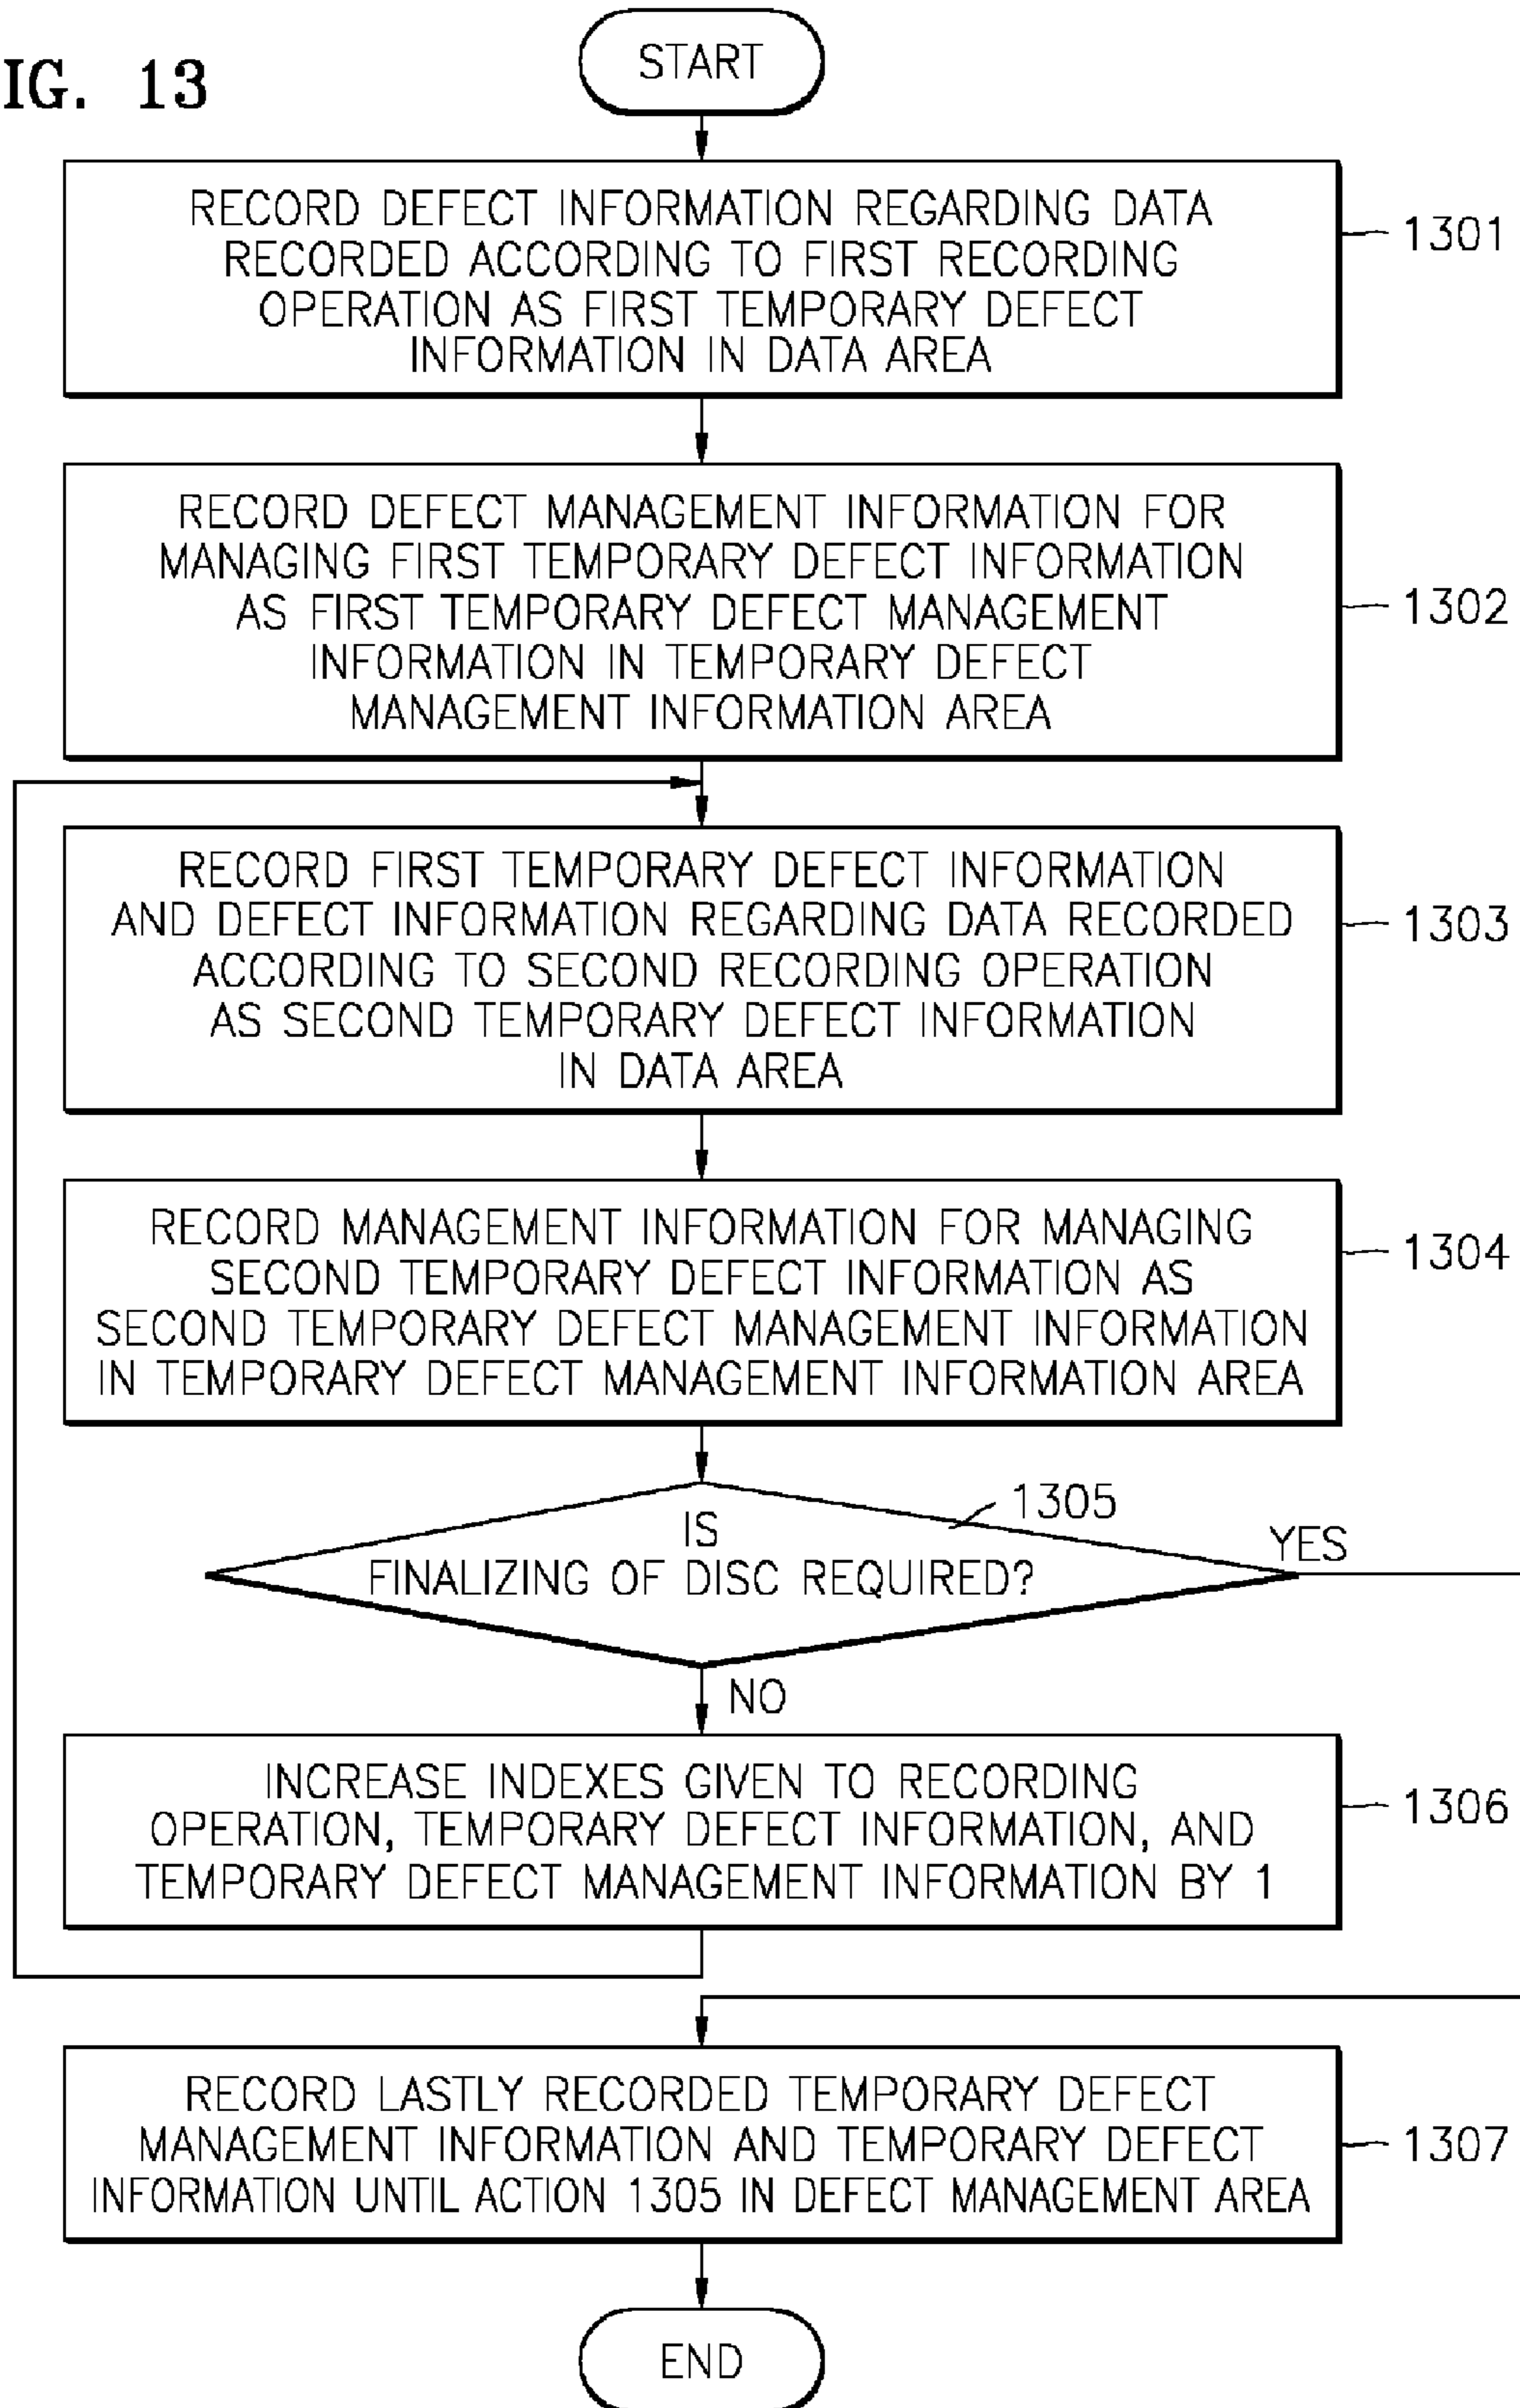 IG. 13
START
RECORD DEFECT INFORMATION REGARDING DATA
RECORDED ACCORDING TO FIRST RECORDING
OPERATION AS FIRST TEMPORARY DEFECT
INFORMATION IN DATA AREA
1301
RECORD DEFECT MANAGEMENT INFORMATION FOR
MANAGING FIRST TEMPORARY DEFECT INFORMATION
AS FIRST TEMPORARY DEFECT MANAGEMENT
INFORMATION IN TEMPORARY DEFECT
MANAGEMENT INFORMATION AREA
1302
RECORD FIRST TEMPORARY DEFECT INFORMATION
AND DEFECT INFORMATION REGARDING DATA RECORDED
ACCORDING TO SECOND RECORDING OPERATION
AS SECOND TEMPORARY DEFECT INFORMATION
IN DATA AREA
1303
RECORD MANAGEMENT INFORMATION FOR MANAGING
SECOND TEMPORARY DEFECT INFORMATION AS
SECOND TEMPORARY DEFECT MANAGEMENT INFORMATION
IN TEMPORARY DEFECT MANAGEMENT INFORMATION AREA
1304
1305
IS
FINALIZING OF DISC REQUIRED?
YES
NO
INCREASE INDEXES GIVEN TO RECORDING
OPERATION, TEMPORARY DEFECT INFORMATION, AND
TEMPORARY DEFECT MANAGEMENT INFORMATION BY 1
1306
RECORD LASTLY RECORDED TEMPORARY DEFECT
MANAGEMENT INFORMATION AND TEMPORARY DEFECT
INFORMATION UNTIL ACTION 1305 IN DEFECT MANAGEMENT AREA
1307
END